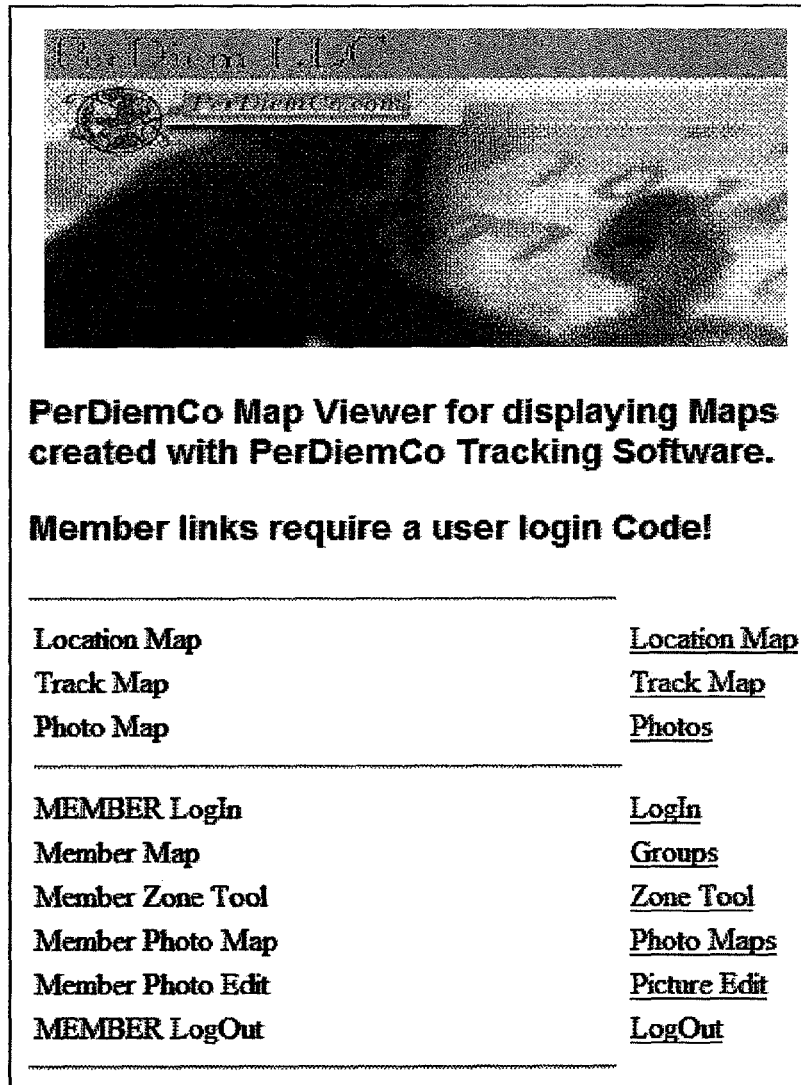 PerDiem LLC
PerDiemCo.com
PerDiemCo Map Viewer for displaying Maps
created with PerDiemCo Tracking Software.
Member links require a user login Code!
Location Map Location Map
Track Map Track Map
Photo Map Photos
MEMBER LogIn LogIn
Member Map Groups
Member Zone Tool Zone Tool
Member Photo Map Photo Maps
Member Photo Edit Picture Edit
MEMBER LogOut LogOut